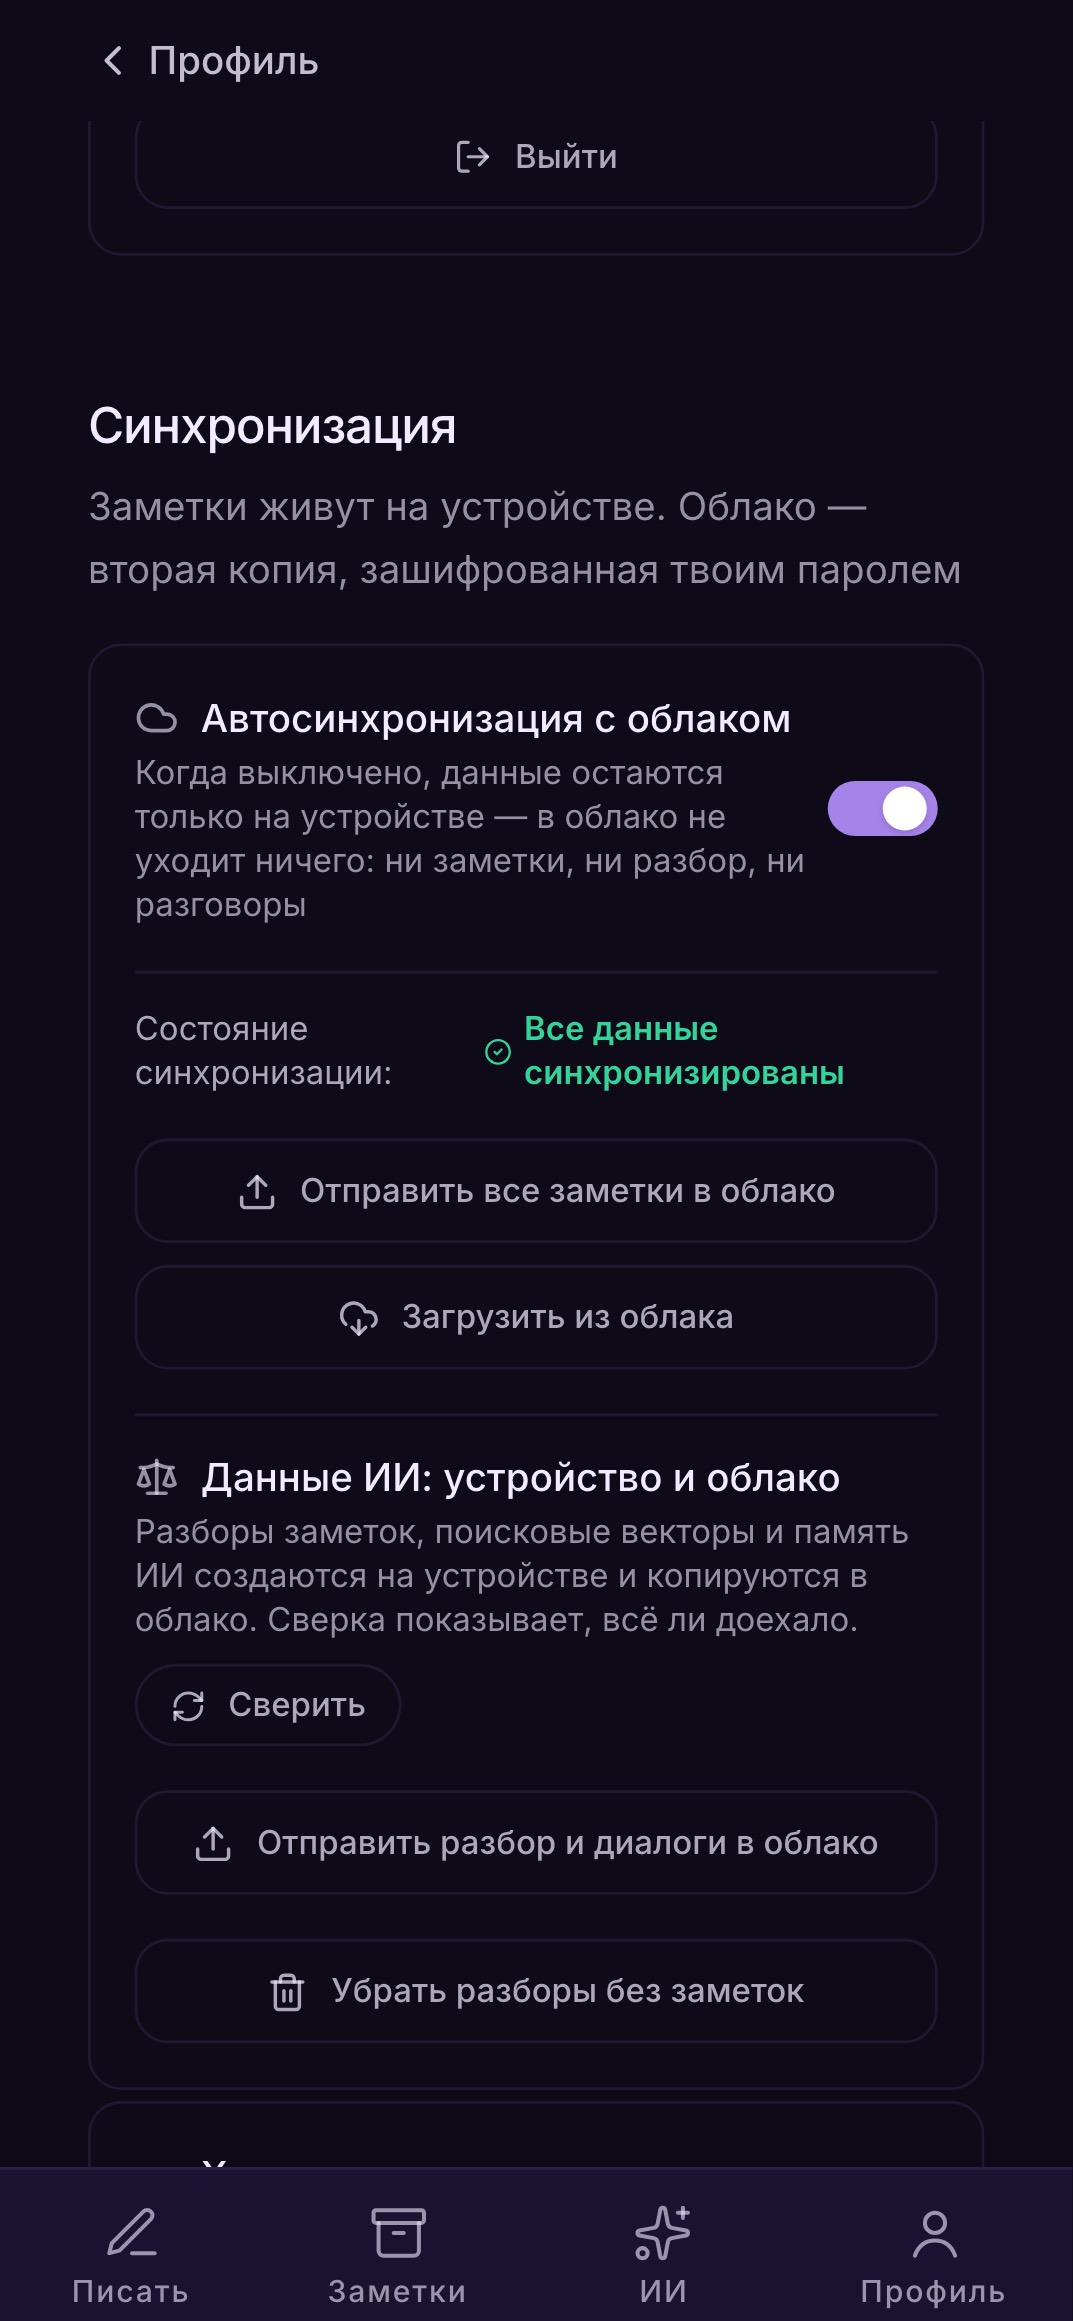 Профиль
Выйти
Синхронизация
Заметки живут на устройстве. Облако —
вторая копия, зашифрованная твоим паролем
Автосинхронизация с облаком
Когда выключено, данные остаются
только на устройстве — в облако не
уходит ничего: ни заметки, ни разбор, ни
разговоры
Состояние
синхронизации:
Все данные
синхронизированы
Отправить все заметки в облако
Загрузить из облака
Данные ИИ: устройство и облако
Разборы заметок, поисковые векторы и память
ИИ создаются на устройстве и копируются в
облако. Сверка показывает, всё ли доехало.
Сверить
Отправить разбор и диалоги в облако
Убрать разборы без заметок
Писать
Заметки
ИИ
Профиль